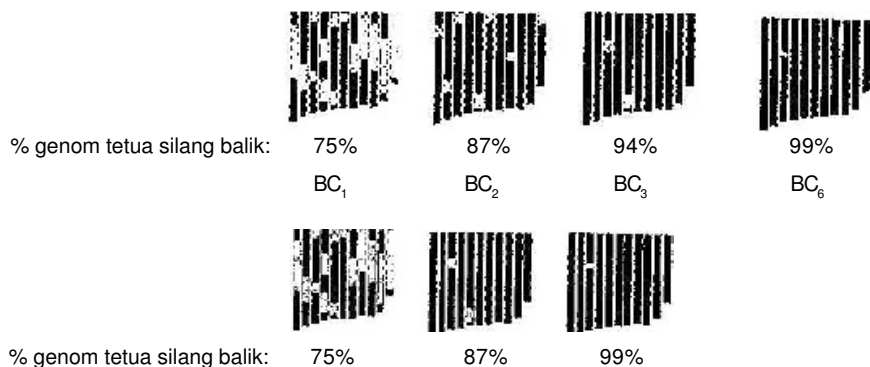 % genom tetua silang balik: 75% 87% 94% 99%
BC₁ BC₂ BC₃ BC₆
% genom tetua silang balik: 75% 87% 99%